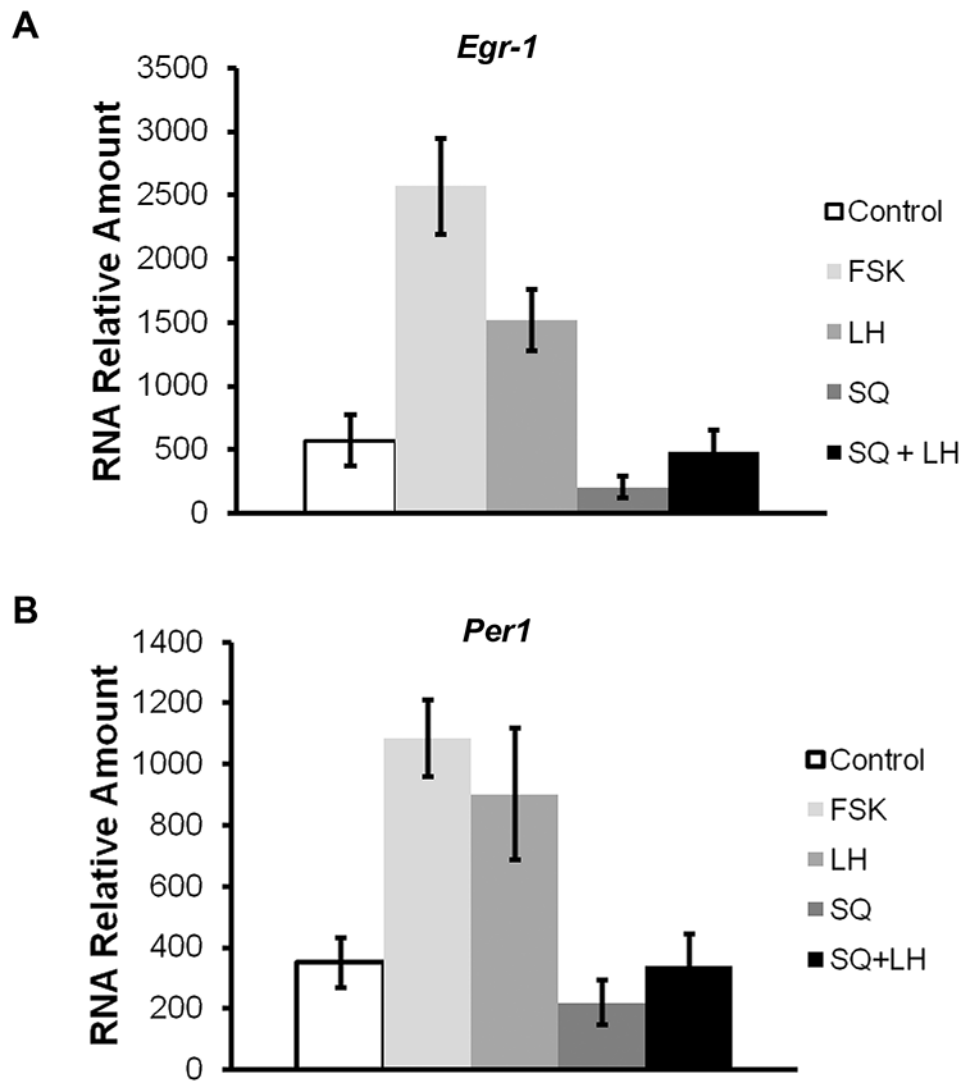 A
Egr-1
RNA Relative Amount
3500
3000
2500
2000
1500
1000
500
0
Control
FSK
LH
SQ
SQ + LH
B
Per1
RNA Relative Amount
1400
1200
1000
800
600
400
200
0
Control
FSK
LH
SQ
SQ+LH